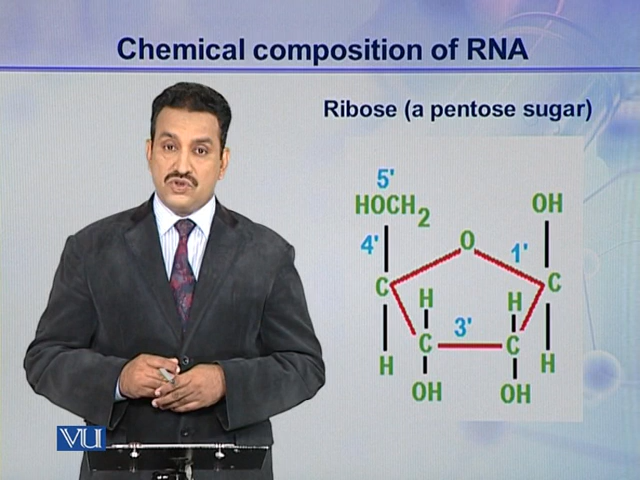 Chemical composition of RNA
Ribose (a pentose sugar)
5'
HOCH2 OH
4' O 1'
C H H C
3'
H C C H
OH OH
VU